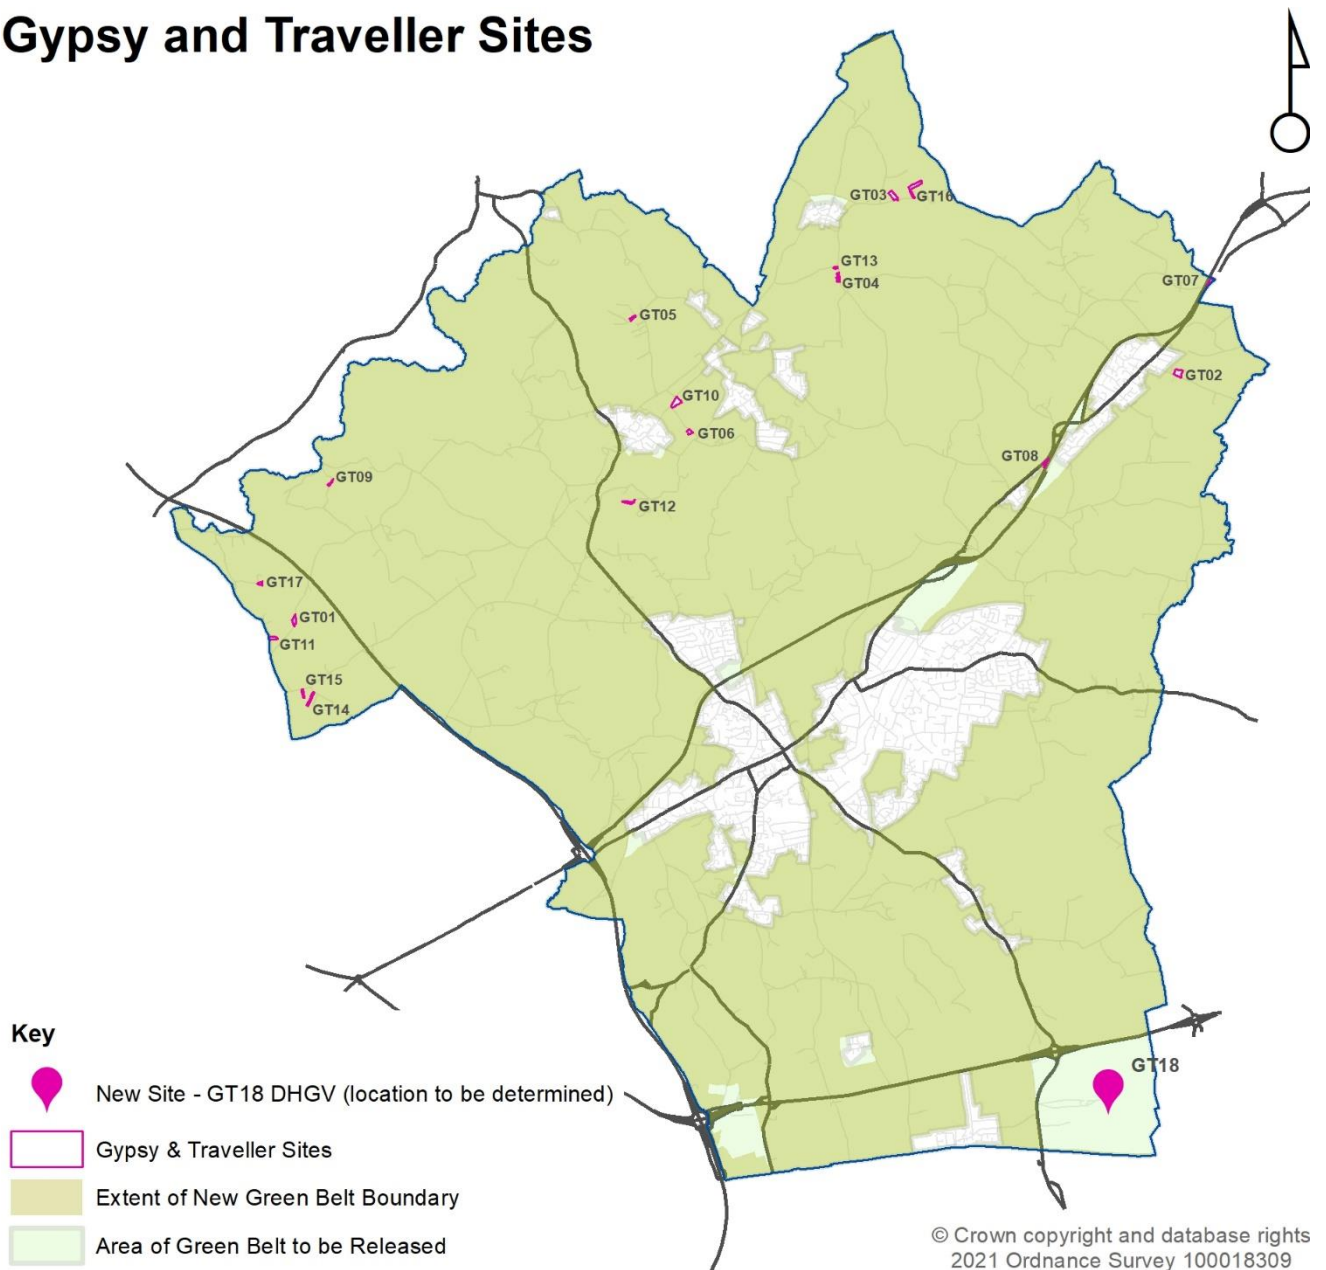 Gypsy and Traveller Sites
GT03
GT16
GT13
GT04
GT07
GT05
GT02
GT10
GT06
GT08
GT09
GT12
GT17
GT01
GT11
GT15
GT14
GT18
Key
New Site - GT18 DHGV (location to be determined)
Gypsy & Traveller Sites
Extent of New Green Belt Boundary
Area of Green Belt to be Released
© Crown copyright and database rights
2021 Ordnance Survey 100018309